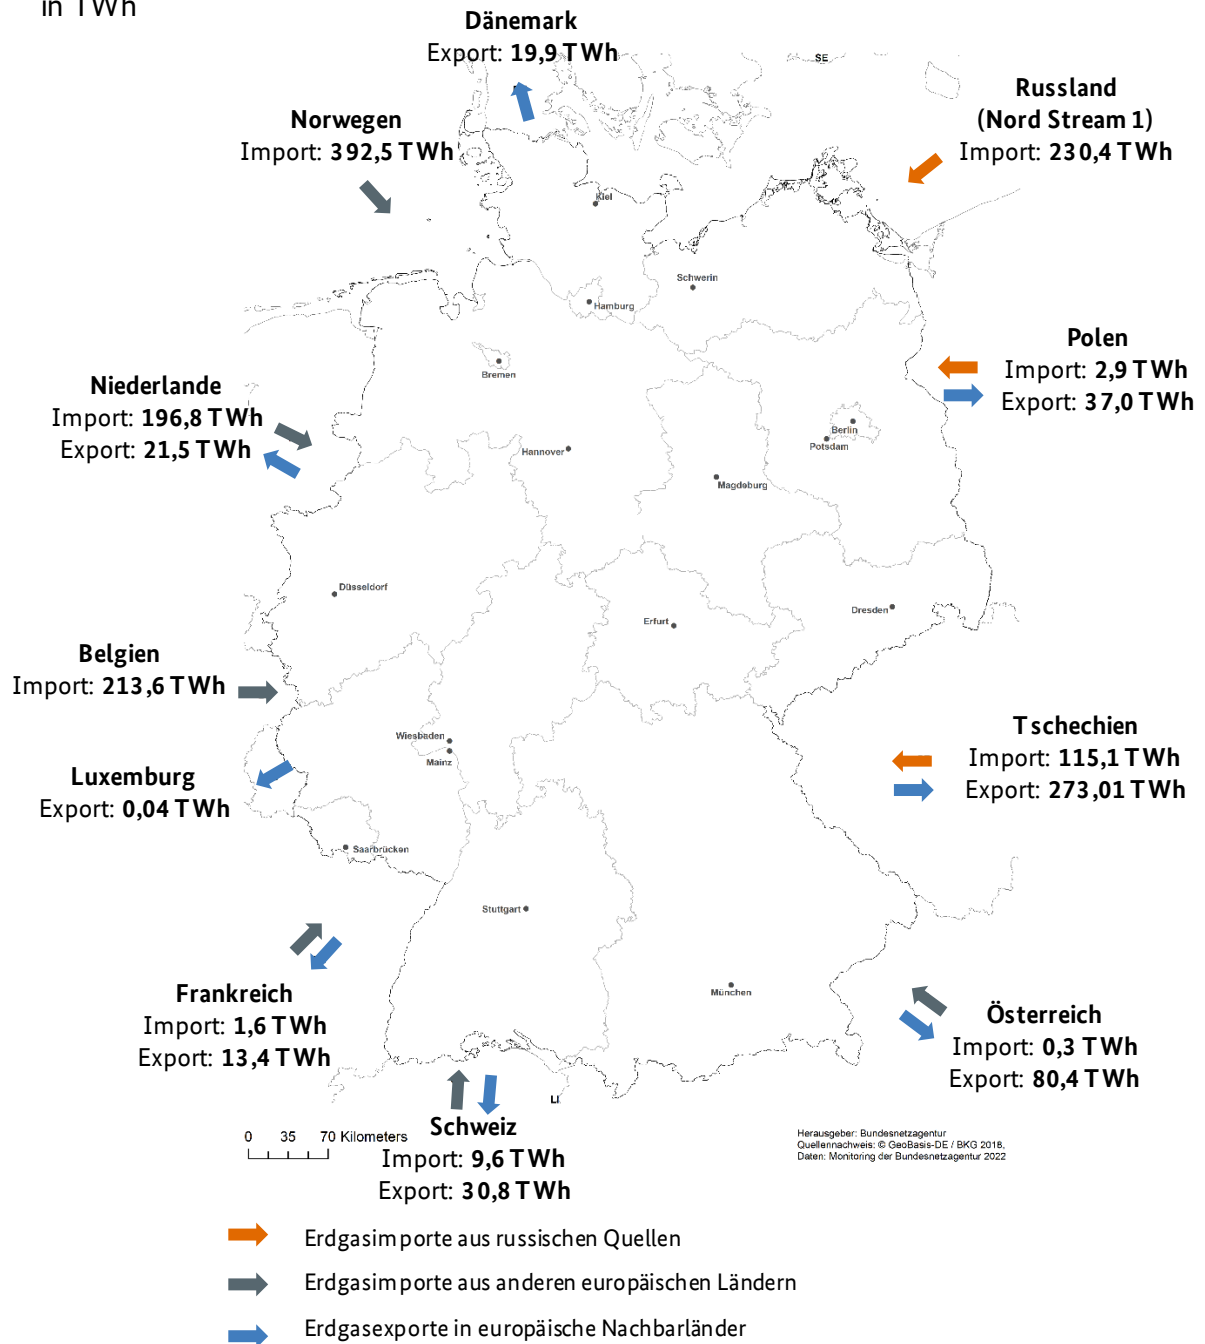 in TWh
Dänemark
Export: 19,9 TWh
SE
Russland
(Nord Stream 1)
Import: 230,4 TWh
Norwegen
Import: 392,5 TWh
Kiel
Schwerin
Hamburg
Bremen
Polen
Import: 2,9 TWh
Export: 37,0 TWh
Niederlande
Import: 196,8 TWh
Export: 21,5 TWh
Berlin
Potsdam
Hannover
Magdeburg
Düsseldorf
Dresden
Erfurt
Belgien
Import: 213,6 TWh
Wiesbaden
Mainz
Tschechien
Import: 115,1 TWh
Export: 273,01 TWh
Luxemburg
Export: 0,04 TWh
Saarbrücken
Stuttgart
München
Frankreich
Import: 1,6 TWh
Export: 13,4 TWh
Österreich
Import: 0,3 TWh
Export: 80,4 TWh
LI
0 35 70 Kilometers
Schweiz
Import: 9,6 TWh
Export: 30,8 TWh
Herausgeber: Bundesnetzagentur
Quellennachweis: © GeoBasis-DE / BKG 2018,
Daten: Monitoring der Bundesnetzagentur 2022
Erdgasimporte aus russischen Quellen
Erdgasimporte aus anderen europäischen Ländern
Erdgasexporte in europäische Nachbarländer